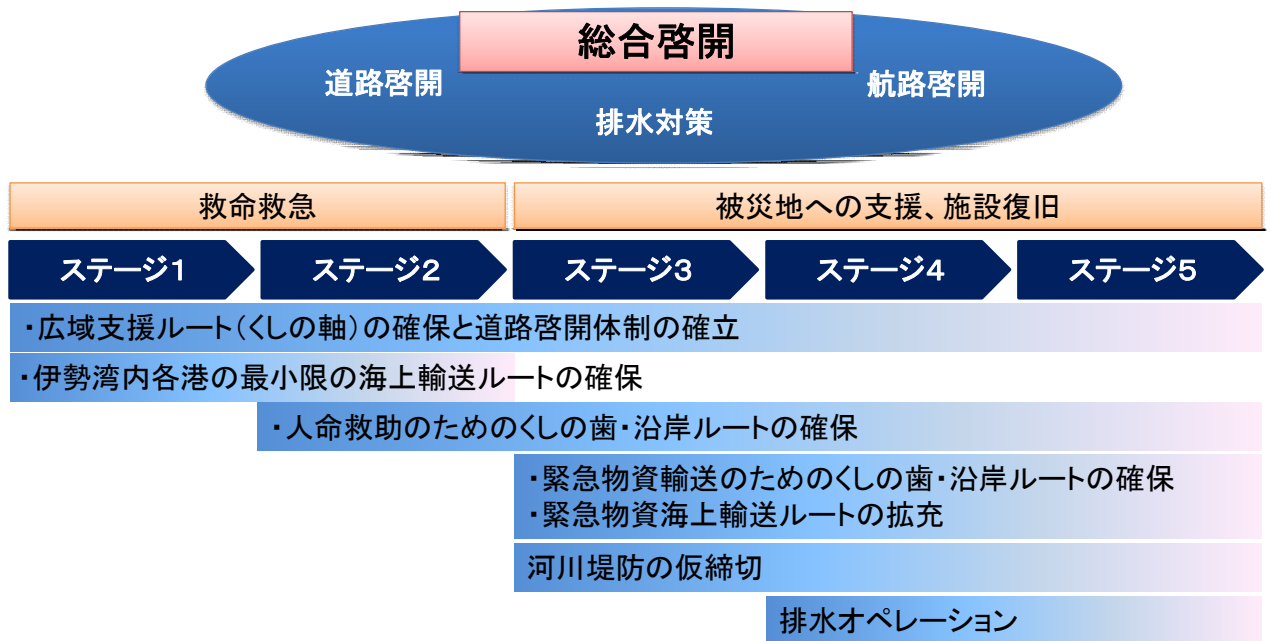 総合啓開
道路啓開
航路啓開
排水対策
救命救急
被災地への支援、施設復旧
ステージ1
ステージ2
ステージ3
ステージ4
ステージ5
・広域支援ルート(くしの軸)の確保と道路啓開体制の確立
・伊勢湾内各港の最小限の海上輸送ルートの確保
・人命救助のためのくしの歯・沿岸ルートの確保
・緊急物資輸送のためのくしの歯・沿岸ルートの確保
・緊急物資海上輸送ルートの拡充
河川堤防の仮締切
排水オペレーション